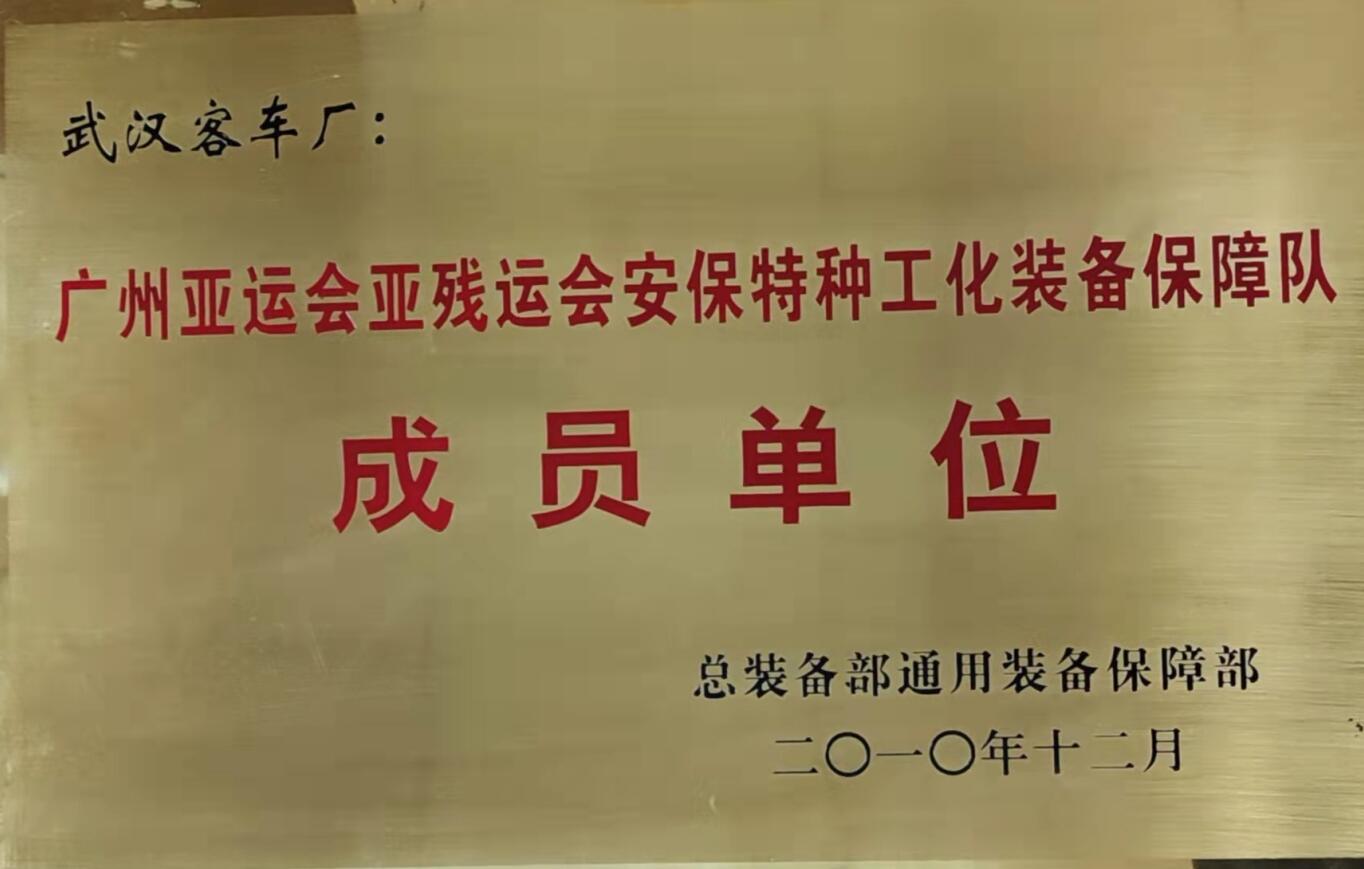 武汉客车厂：
广州亚运会亚残运会安保特种工化装备保障队
成员单位
总装备部通用装备保障部
二〇一〇年十二月